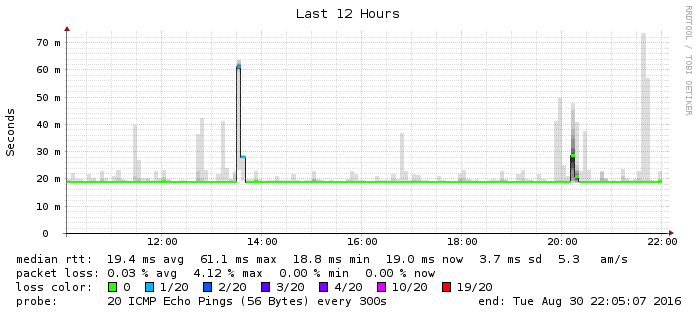 Last 12 Hours
RRDTOOL / TOBI OETIKER
Seconds
70 m
60 m
50 m
40 m
30 m
20 m
10 m
0
12:00 14:00 16:00 18:00 20:00 22:00
median rtt: 19.4 ms avg 61.1 ms max 18.8 ms min 19.0 ms now 3.7 ms sd 5.3 am/s
packet loss: 0.03 % avg 4.12 % max 0.00 % min 0.00 % now
loss color: 0 1/20 2/20 3/20 4/20 10/20 19/20
probe: 20 ICMP Echo Pings (56 Bytes) every 300s end: Tue Aug 30 22:05:07 2016